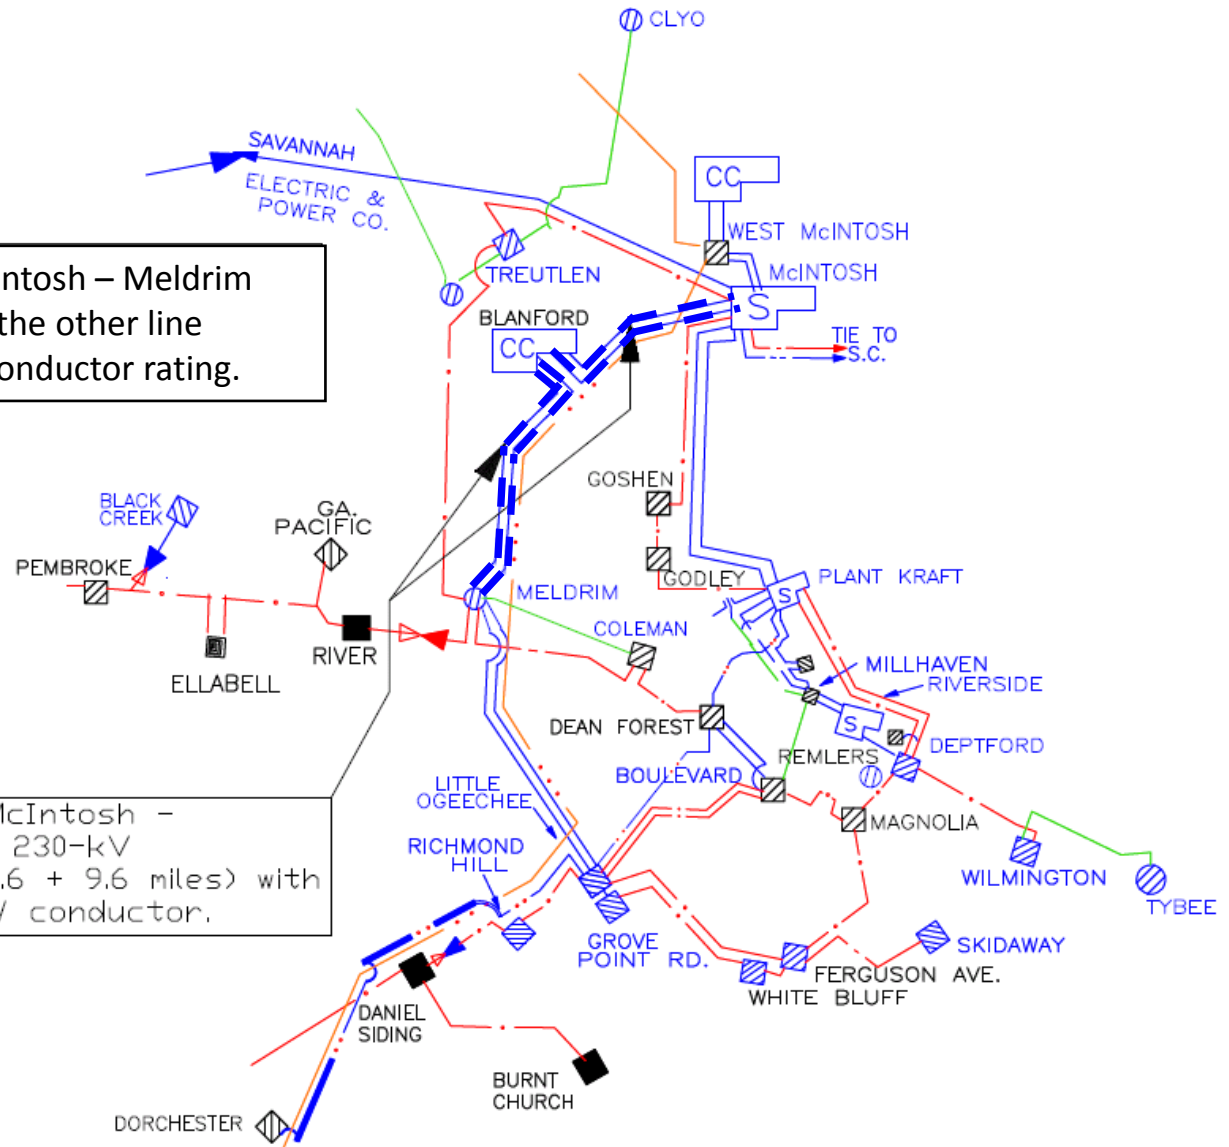 CLYO
SAVANNAH
ELECTRIC &
POWER CO.
CC
WEST McINTOSH
McINTOSH
S
TREUTLEN
ntosh – Meldrim
the other line
onductor rating.
BLANFORD
CC
TIE TO
S.C.
GOSHEN
BLACK
CREEK
GA.
PACIFIC
PEMBROKE
GODLEY
PLANT KRAFT
S
MELDRIM
COLEMAN
RIVER
ELLABELL
MILLHAVEN
RIVERSIDE
DEAN FOREST
S
REMLERS
DEPTFORD
BOULEVARD
LITTLE
OGEECHEE
McIntosh –
230-kV
.6 + 9.6 miles) with
V conductor.
RICHMOND
HILL
MAGNOLIA
WILMINGTON
TYBEE
GROVE
POINT RD.
SKIDAWAY
FERGUSON AVE.
WHITE BLUFF
DANIEL
SIDING
BURNT
CHURCH
DORCHESTER